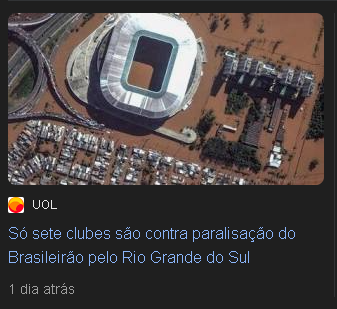 UOL
Só sete clubes são contra paralisação do
Brasileirão pelo Rio Grande do Sul
1 dia atrás